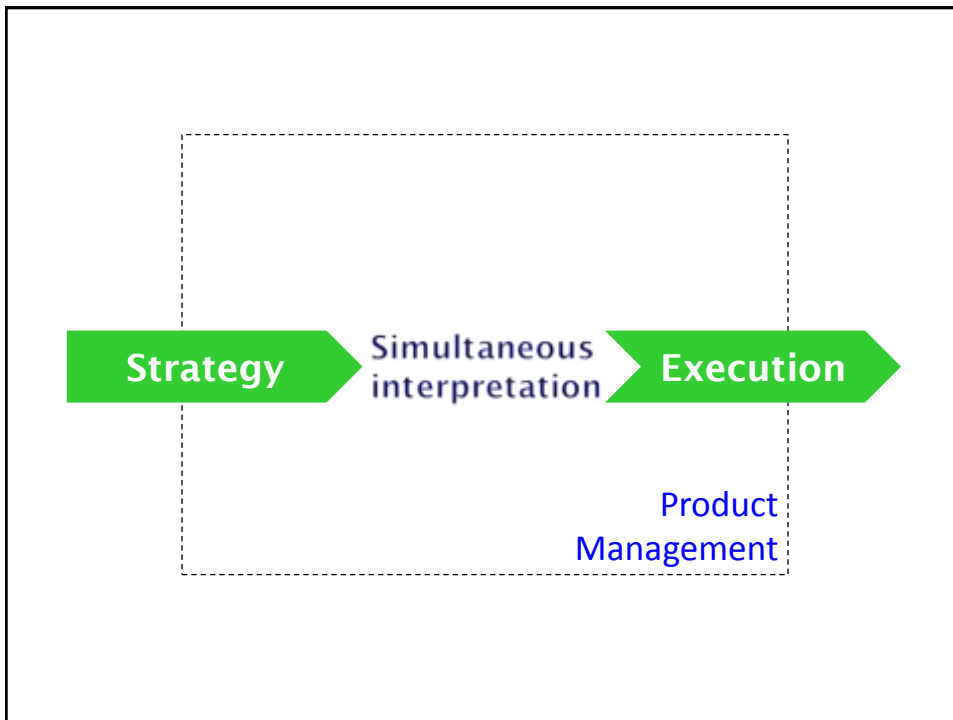 Strategy
Simultaneous
interpretation
Execution
Product
Management